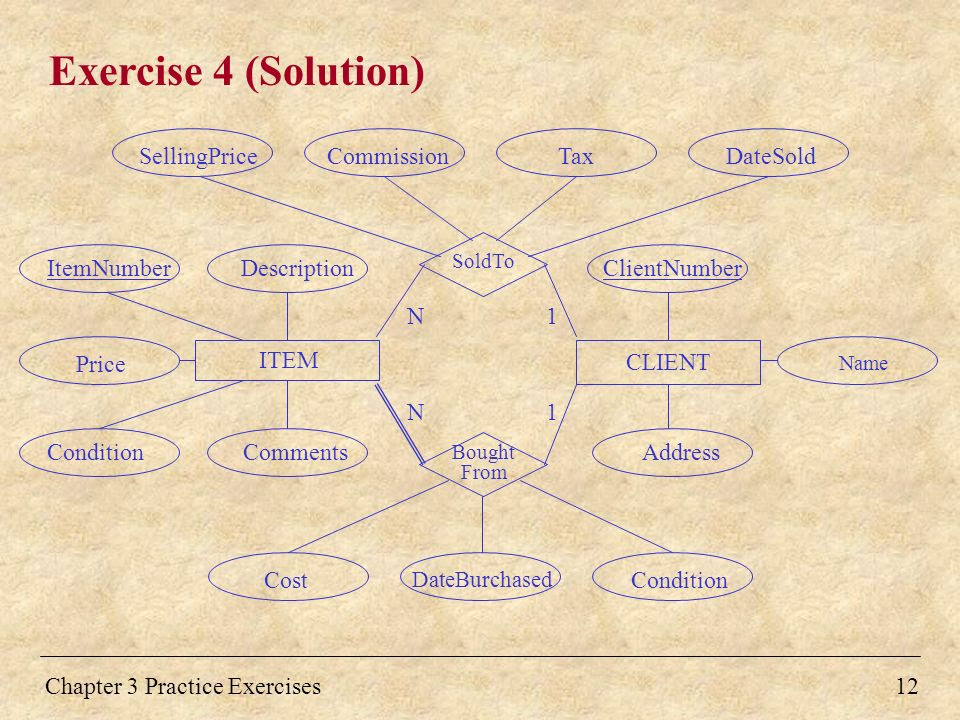 Exercise 4 (Solution)
SellingPrice Commission Tax DateSold
SoldTo
ItemNumber Description ClientNumber
N 1
Price ITEM CLIENT Name
N 1
Condition Comments Bought Address
From
Cost DateBurchased Condition
Chapter 3 Practice Exercises 12